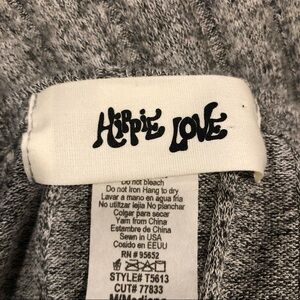 HIPPIE LOVE
Do not bleach
Do not Iron Hang to dry
Lavar a mano en agua fria
No utlizar lejia No planchar
Colgar para secar
Yarn from China
Estambre de China
Sewn in USA
Cosido en EEUU
RN # 95652
STYLE# T5613
CUT# 77833
M/Mediano